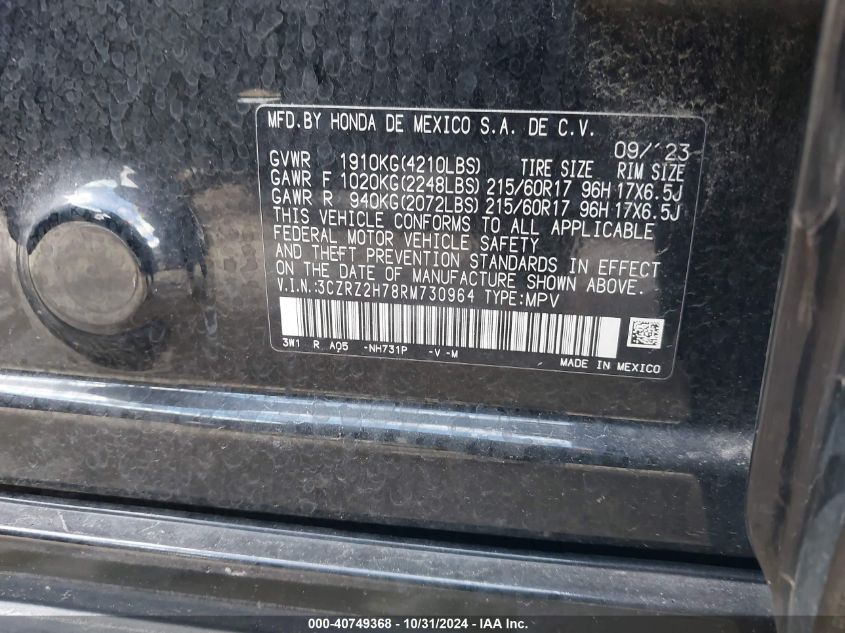 MFD.BY HONDA DE MEXICO S.A. DE C.V.
09/'23
GVWR 1910KG(4210LBS) TIRE SIZE RIM SIZE
GAWR F 1020KG(2248LBS) 215/60R17 96H 17X6.5J
GAWR R 940KG(2072LBS) 215/60R17 96H 17X6.5J
THIS VEHICLE CONFORMS TO ALL APPLICABLE
FEDERAL MOTOR VEHICLE SAFETY
AND THEFT PREVENTION STANDARDS IN EFFECT
ON THE DATE OF MANUFACTURE SHOWN ABOVE.
V.I.N.:3CZRZ2H78RM730964 TYPE:MPV
3W1 R A05 -NH731P -V -M
MADE IN MEXICO
000-40749368 - 10/31/2024 - IAA Inc.